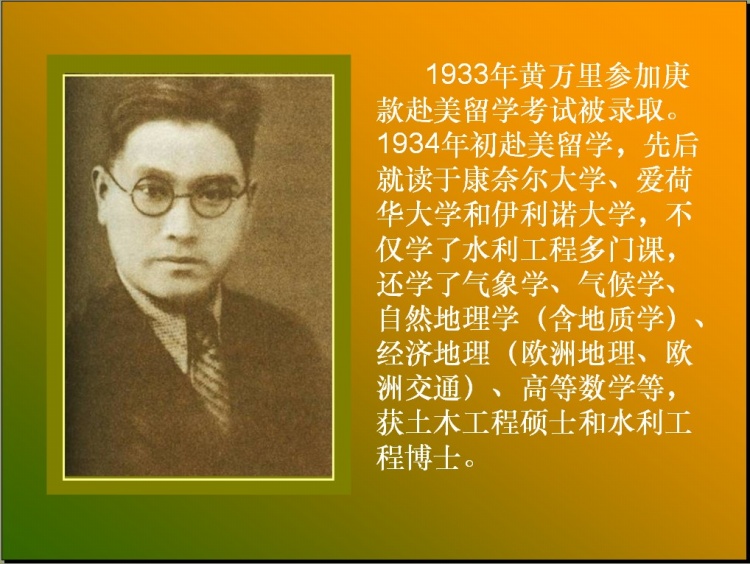 1933年黄万里参加庚
款赴美留学考试被录取。
1934年初赴美留学，先后
就读于康奈尔大学、爱荷
华大学和伊利诺大学，不
仅学了水利工程多门课，
还学了气象学、气候学、
自然地理学（含地质学）、
经济地理（欧洲地理、欧
洲交通）、高等数学等，
获土木工程硕士和水利工
程博士。